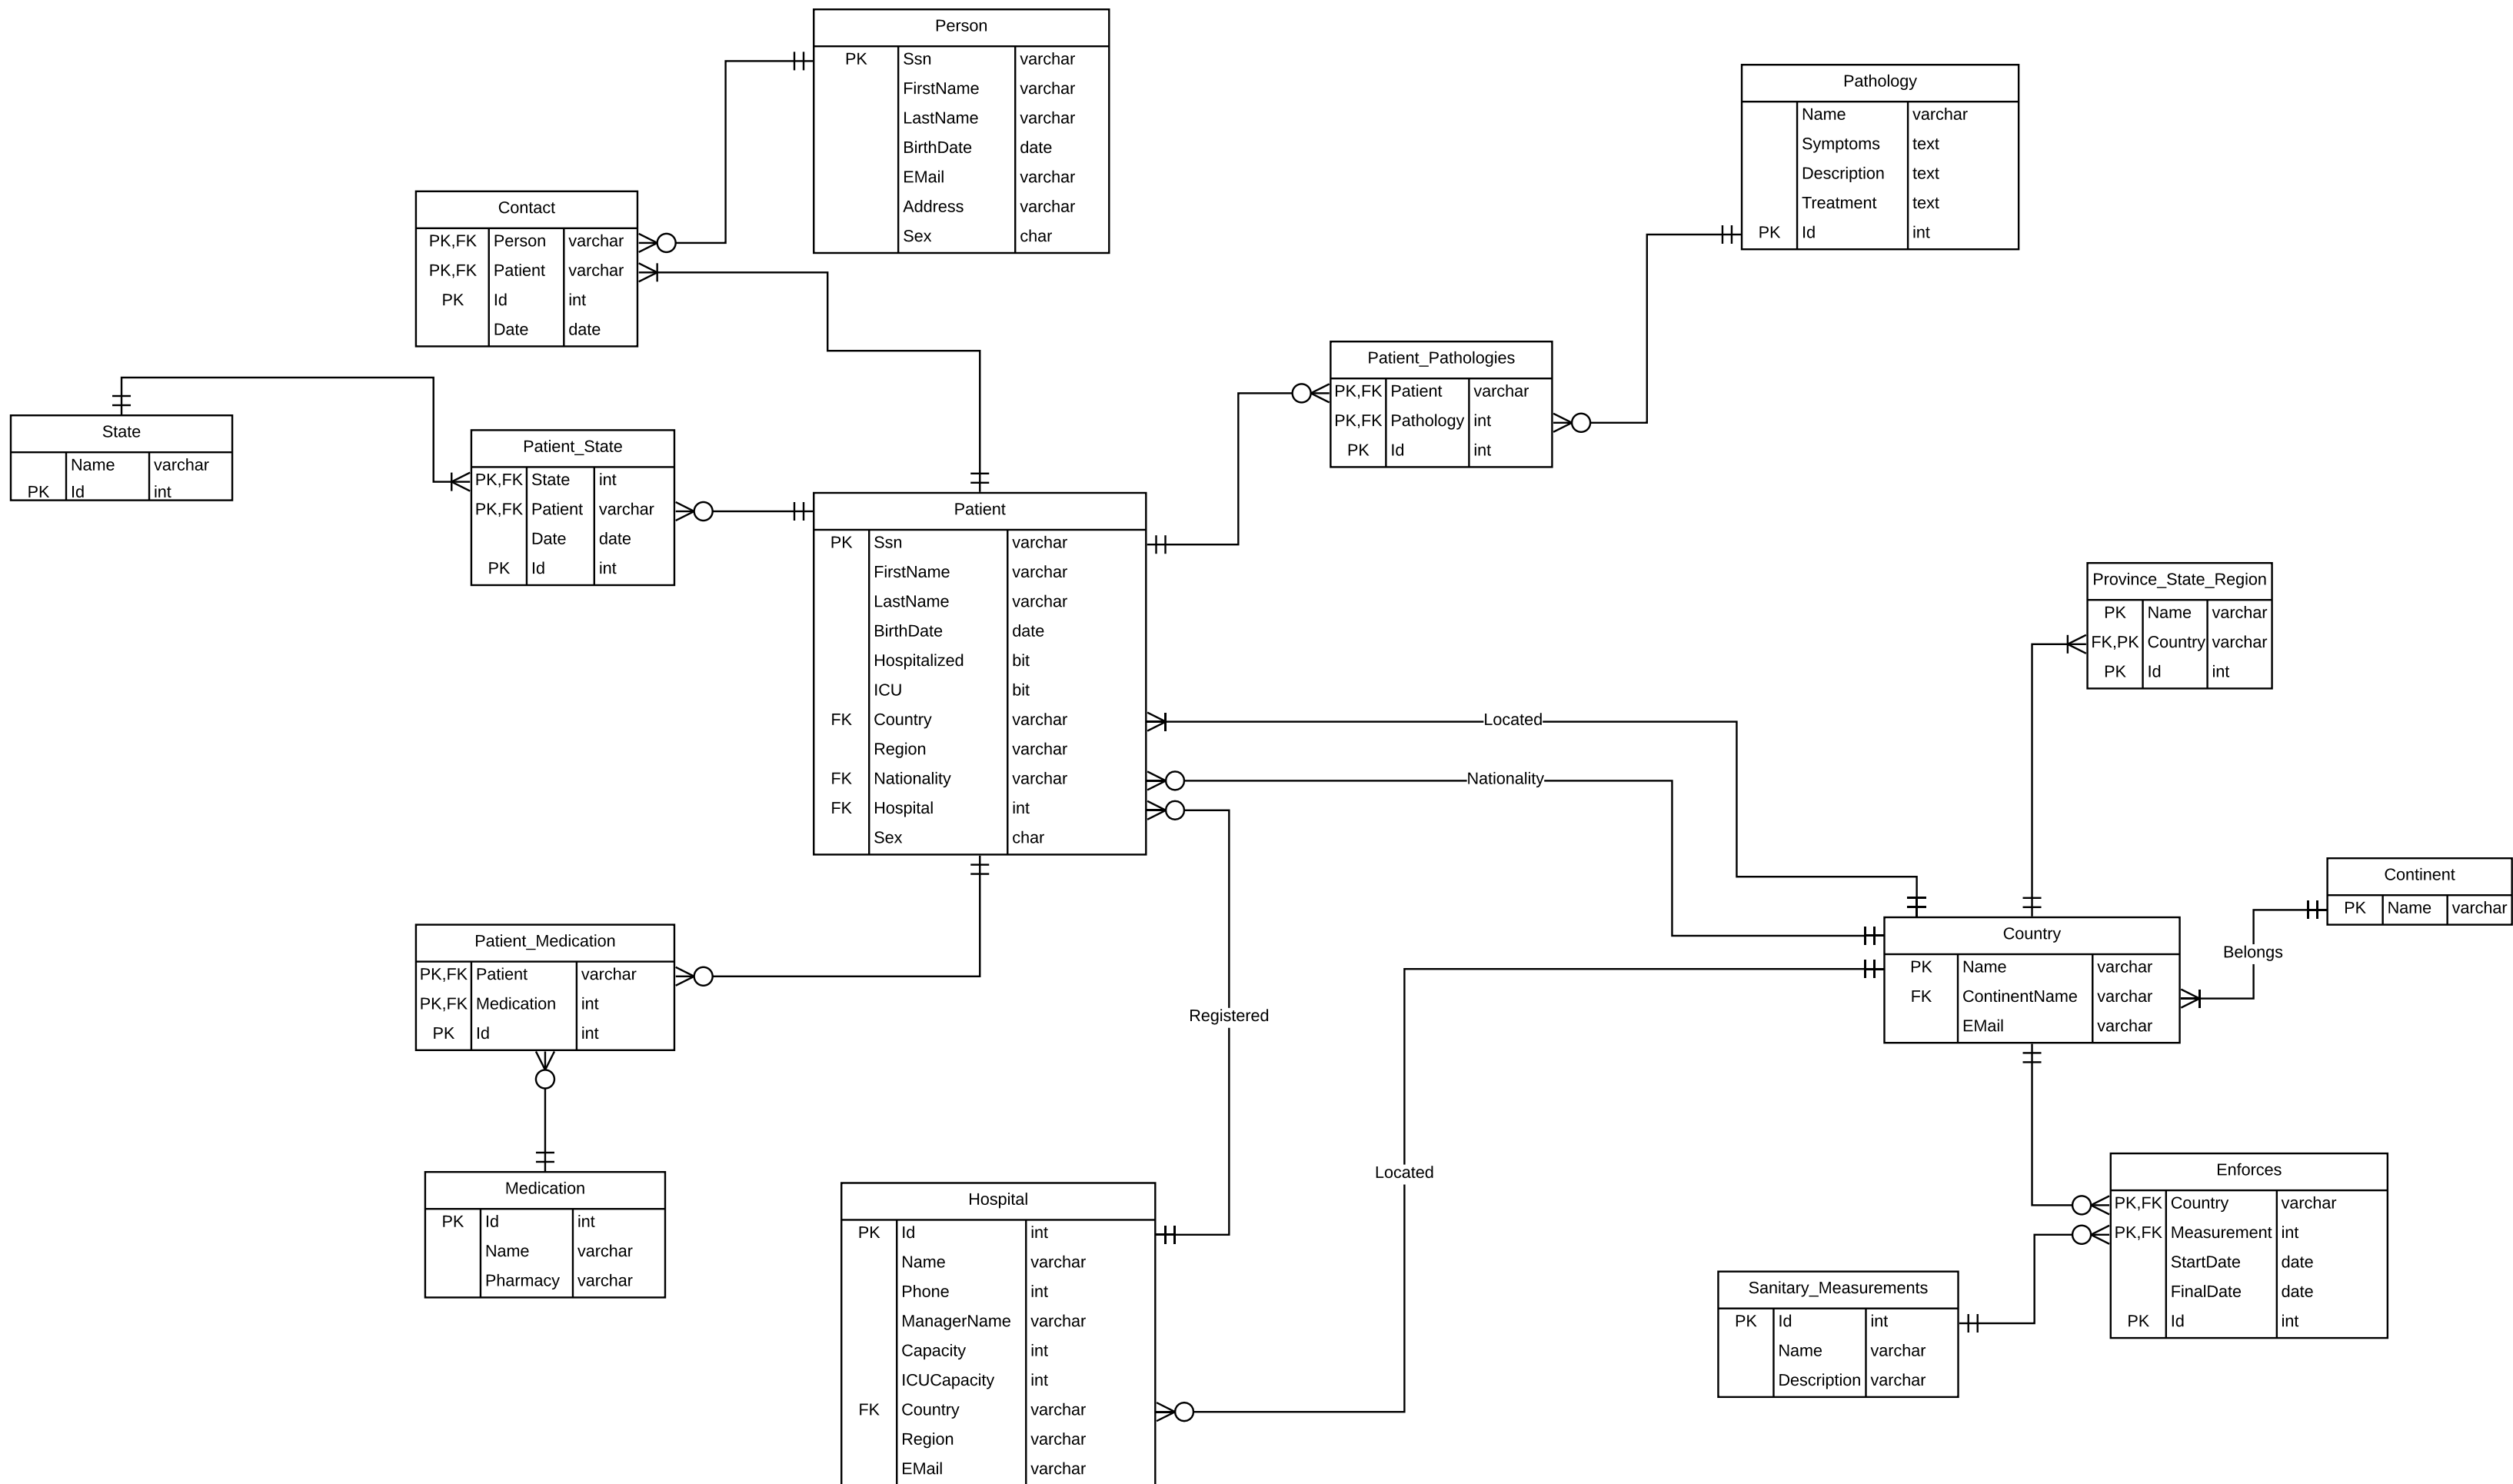 Person
PK Ssn varchar
FirstName varchar
LastName varchar
BirthDate date
EMail varchar
Address varchar
Sex char
Pathology
Name varchar
Symptoms text
Description text
Treatment text
PK Id int
Contact
PK,FK Person varchar
PK,FK Patient varchar
PK Id int
Date date
Patient_Pathologies
PK,FK Patient varchar
PK,FK Pathology int
PK Id int
State
Name varchar
PK Id int
Patient_State
PK,FK State int
PK,FK Patient varchar
Date date
PK Id int
Patient
PK Ssn varchar
FirstName varchar
LastName varchar
BirthDate date
Hospitalized bit
ICU bit
FK Country varchar
Region varchar
FK Nationality varchar
FK Hospital int
Sex char
Province_State_Region
PK Name varchar
FK,PK Country varchar
PK Id int
Located
Nationality
Continent
PK Name varchar
Belongs
Country
PK Name varchar
FK ContinentName varchar
EMail varchar
Patient_Medication
PK,FK Patient varchar
PK,FK Medication int
PK Id int
Registered
Located
Medication
PK Id int
Name varchar
Pharmacy varchar
Hospital
PK Id int
Name varchar
Phone int
ManagerName varchar
Capacity int
ICUCapacity int
FK Country varchar
Region varchar
EMail varchar
Enforces
PK,FK Country varchar
PK,FK Measurement int
StartDate date
FinalDate date
PK Id int
Sanitary_Measurements
PK Id int
Name varchar
Description varchar